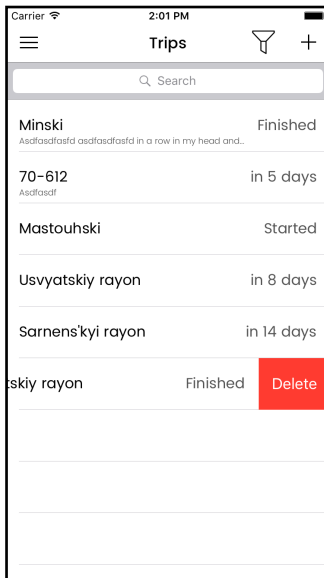 Carrier 2:01 PM
Trips
Search
Minski Finished
Asdfasdfasfd asdfasdfasfd in a row in my head and...
70-612 in 5 days
Asdfasdf
Mastouhski Started
Usvyatskiy rayon in 8 days
Sarnens'kyi rayon in 14 days
tskiy rayon Finished Delete